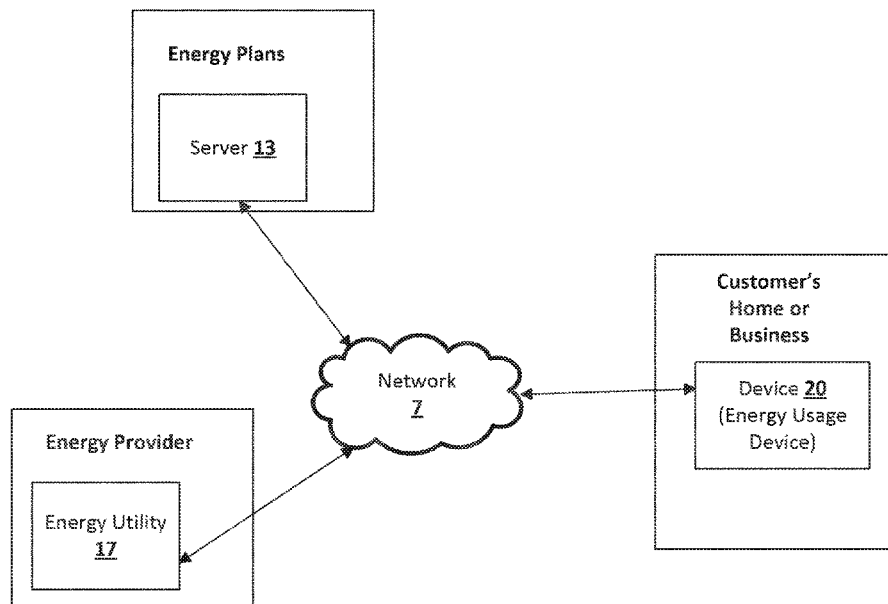 Energy Plans
Server 13
Customer's
Home or
Business
Network
7
Device 20
(Energy Usage
Device)
Energy Provider
Energy Utility
17